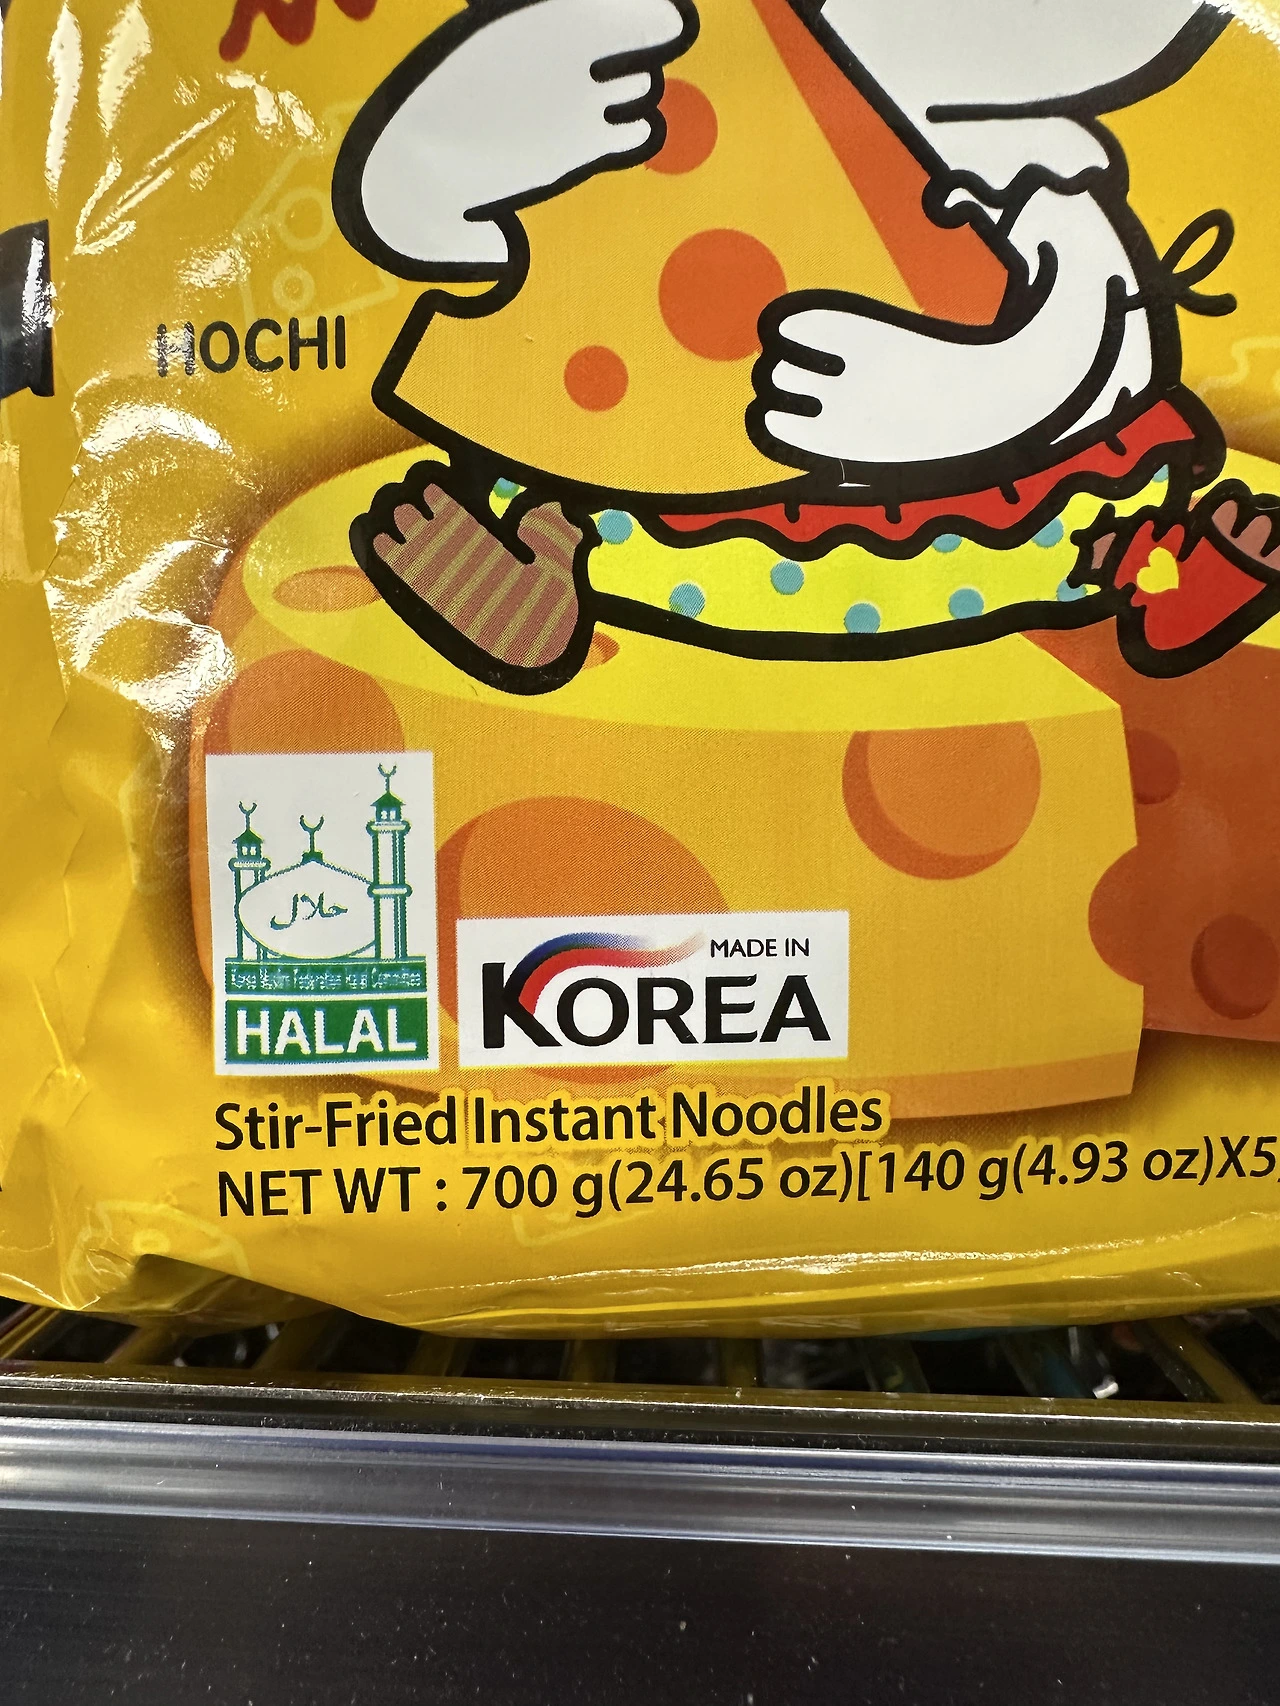 HOCHI
حلال
HALAL
MADE IN
KOREA
Stir-Fried Instant Noodles
NET WT : 700 g(24.65 oz)[140 g(4.93 oz)X5